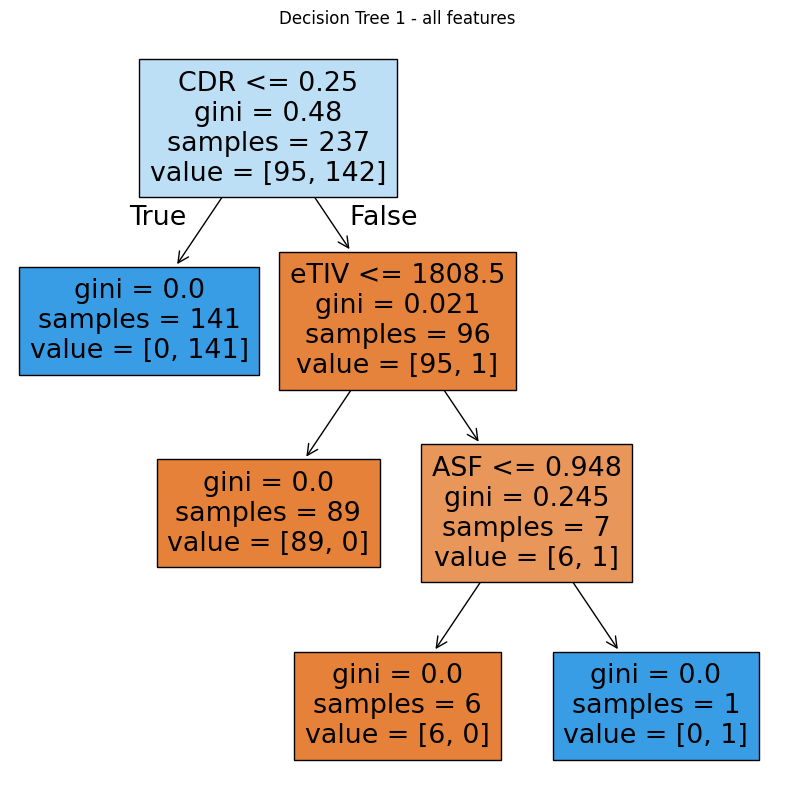 Decision Tree 1 - all features
CDR <= 0.25
gini = 0.48
samples = 237
value = [95, 142]
True
False
gini = 0.0
samples = 141
value = [0, 141]
eTIV <= 1808.5
gini = 0.021
samples = 96
value = [95, 1]
gini = 0.0
samples = 89
value = [89, 0]
ASF <= 0.948
gini = 0.245
samples = 7
value = [6, 1]
gini = 0.0
samples = 6
value = [6, 0]
gini = 0.0
samples = 1
value = [0, 1]